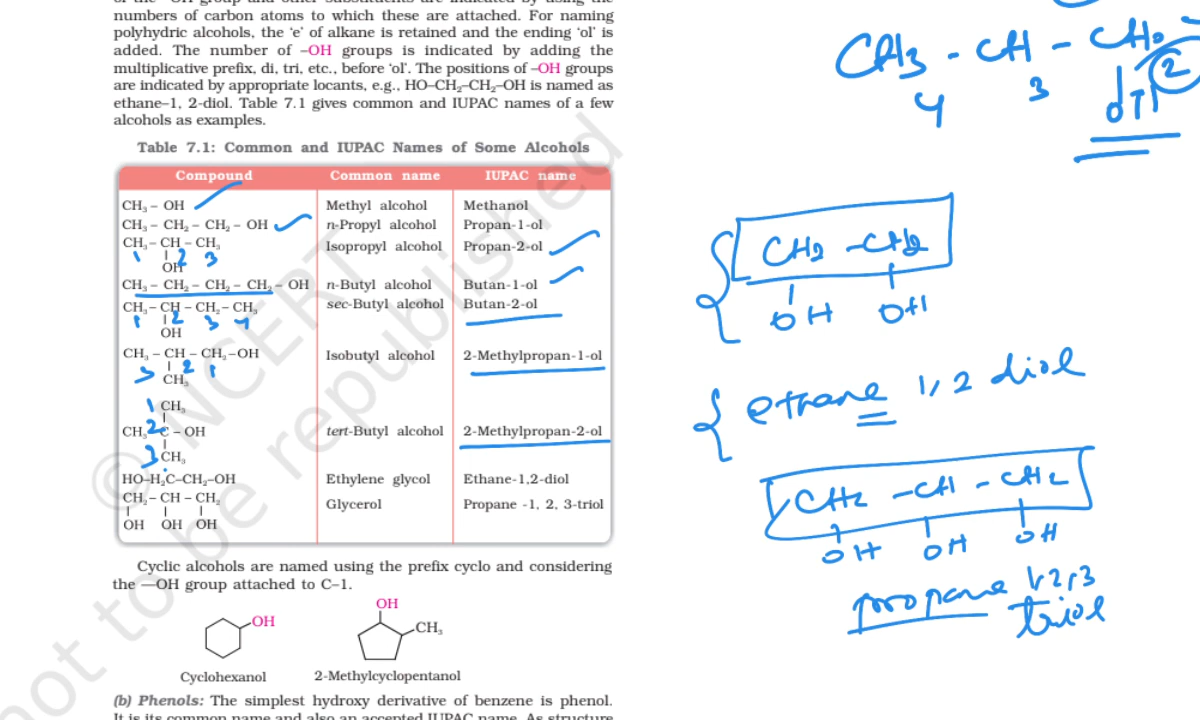 of the –OH group and other substituents are indicated by using the
numbers of carbon atoms to which these are attached. For naming
polyhydric alcohols, the 'e' of alkane is retained and the ending 'ol' is
added. The number of –OH groups is indicated by adding the
multiplicative prefix, di, tri, etc., before 'ol'. The positions of –OH groups
are indicated by appropriate locants, e.g., HO–CH₂–CH₂–OH is named as
ethane–1, 2-diol. Table 7.1 gives common and IUPAC names of a few
alcohols as examples.
Table 7.1: Common and IUPAC Names of Some Alcohols
Compound Common name IUPAC name
CH₃ – OH Methyl alcohol Methanol
CH₃ – CH₂ – CH₂ – OH n-Propyl alcohol Propan-1-ol
CH₃ – CH – CH₃
Isopropyl alcohol Propan-2-ol
1 2 3
OH
CH₃ – CH₂ – CH₂ – CH₂ – OH n-Butyl alcohol Butan-1-ol
CH₃ – CH – CH₂ – CH₃ sec-Butyl alcohol Butan-2-ol
1 2 3 4
OH
CH₃ – CH – CH₂–OH Isobutyl alcohol 2-Methylpropan-1-ol
3 2 1
CH₃
1 CH₃
CH₃ 2 C – OH tert-Butyl alcohol 2-Methylpropan-2-ol
3 CH₃
HO–H₂C–CH₂–OH Ethylene glycol Ethane-1,2-diol
CH₂ – CH – CH₂
Glycerol Propane -1, 2, 3-triol
OH OH OH
Cyclic alcohols are named using the prefix cyclo and considering
the —OH group attached to C–1.
OH
OH
CH₃
Cyclohexanol 2-Methylcyclopentanol
(b) Phenols: The simplest hydroxy derivative of benzene is phenol.
It is its common name and also an accepted IUPAC name. As structure
© NCERT
not to be republished
CH3 - CH - CH2
4 3 2
CH2 - CH2
OH OH
ethane 1,2 diol
CH2 - CH - CH2
OH OH OH
propane 1,2,3
triol